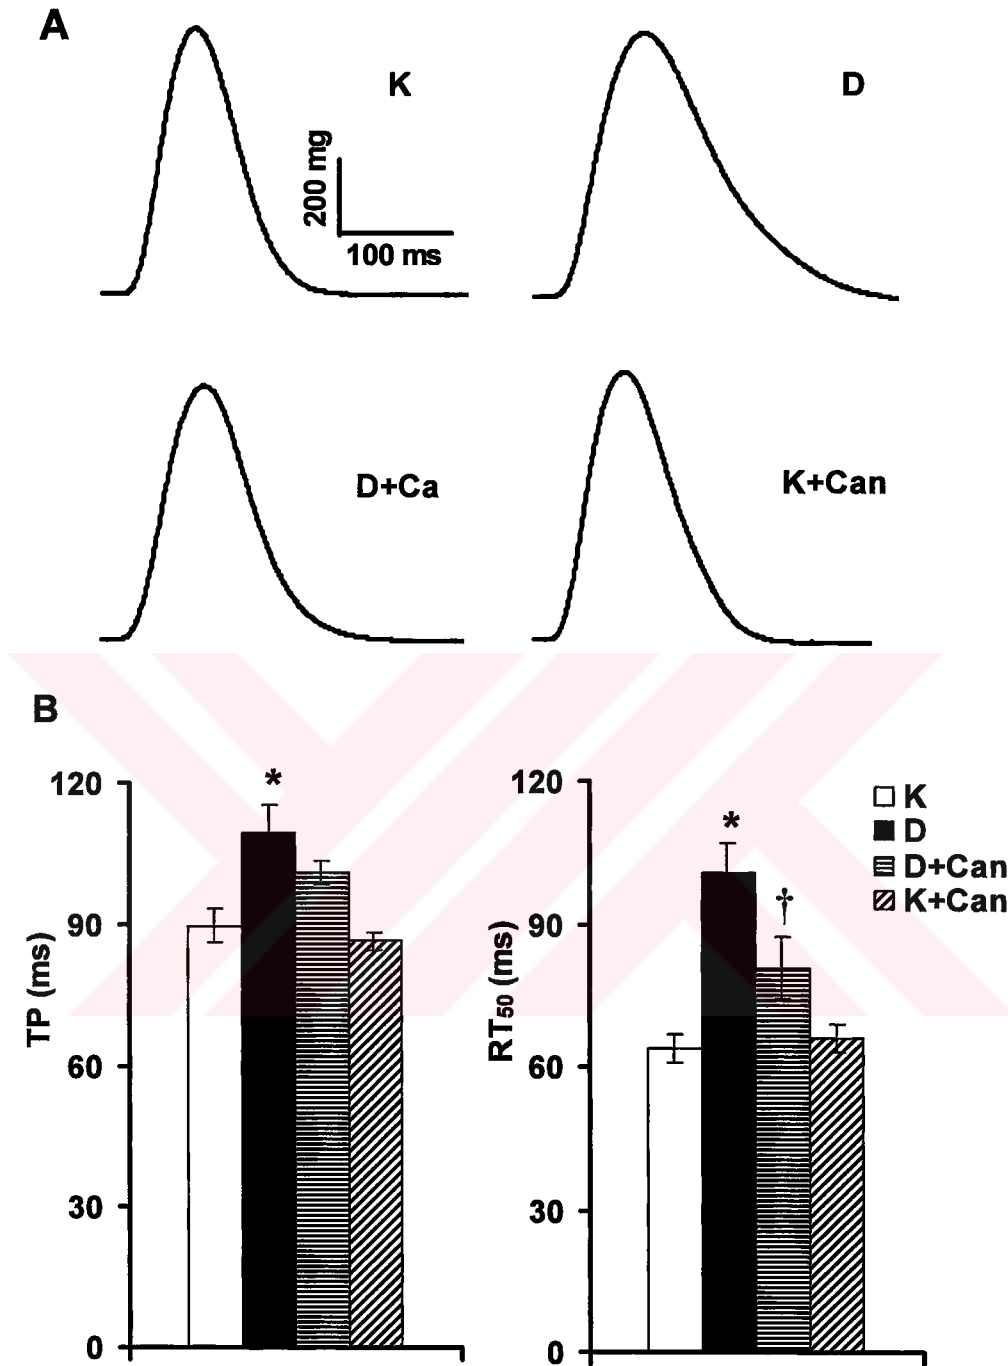 A
K
D
200 mg
100 ms
D+Ca
K+Can
B
120
90
60
30
0
TP (ms)
*
120
90
60
30
0
RT50 (ms)
*
†
K
D
D+Can
K+Can